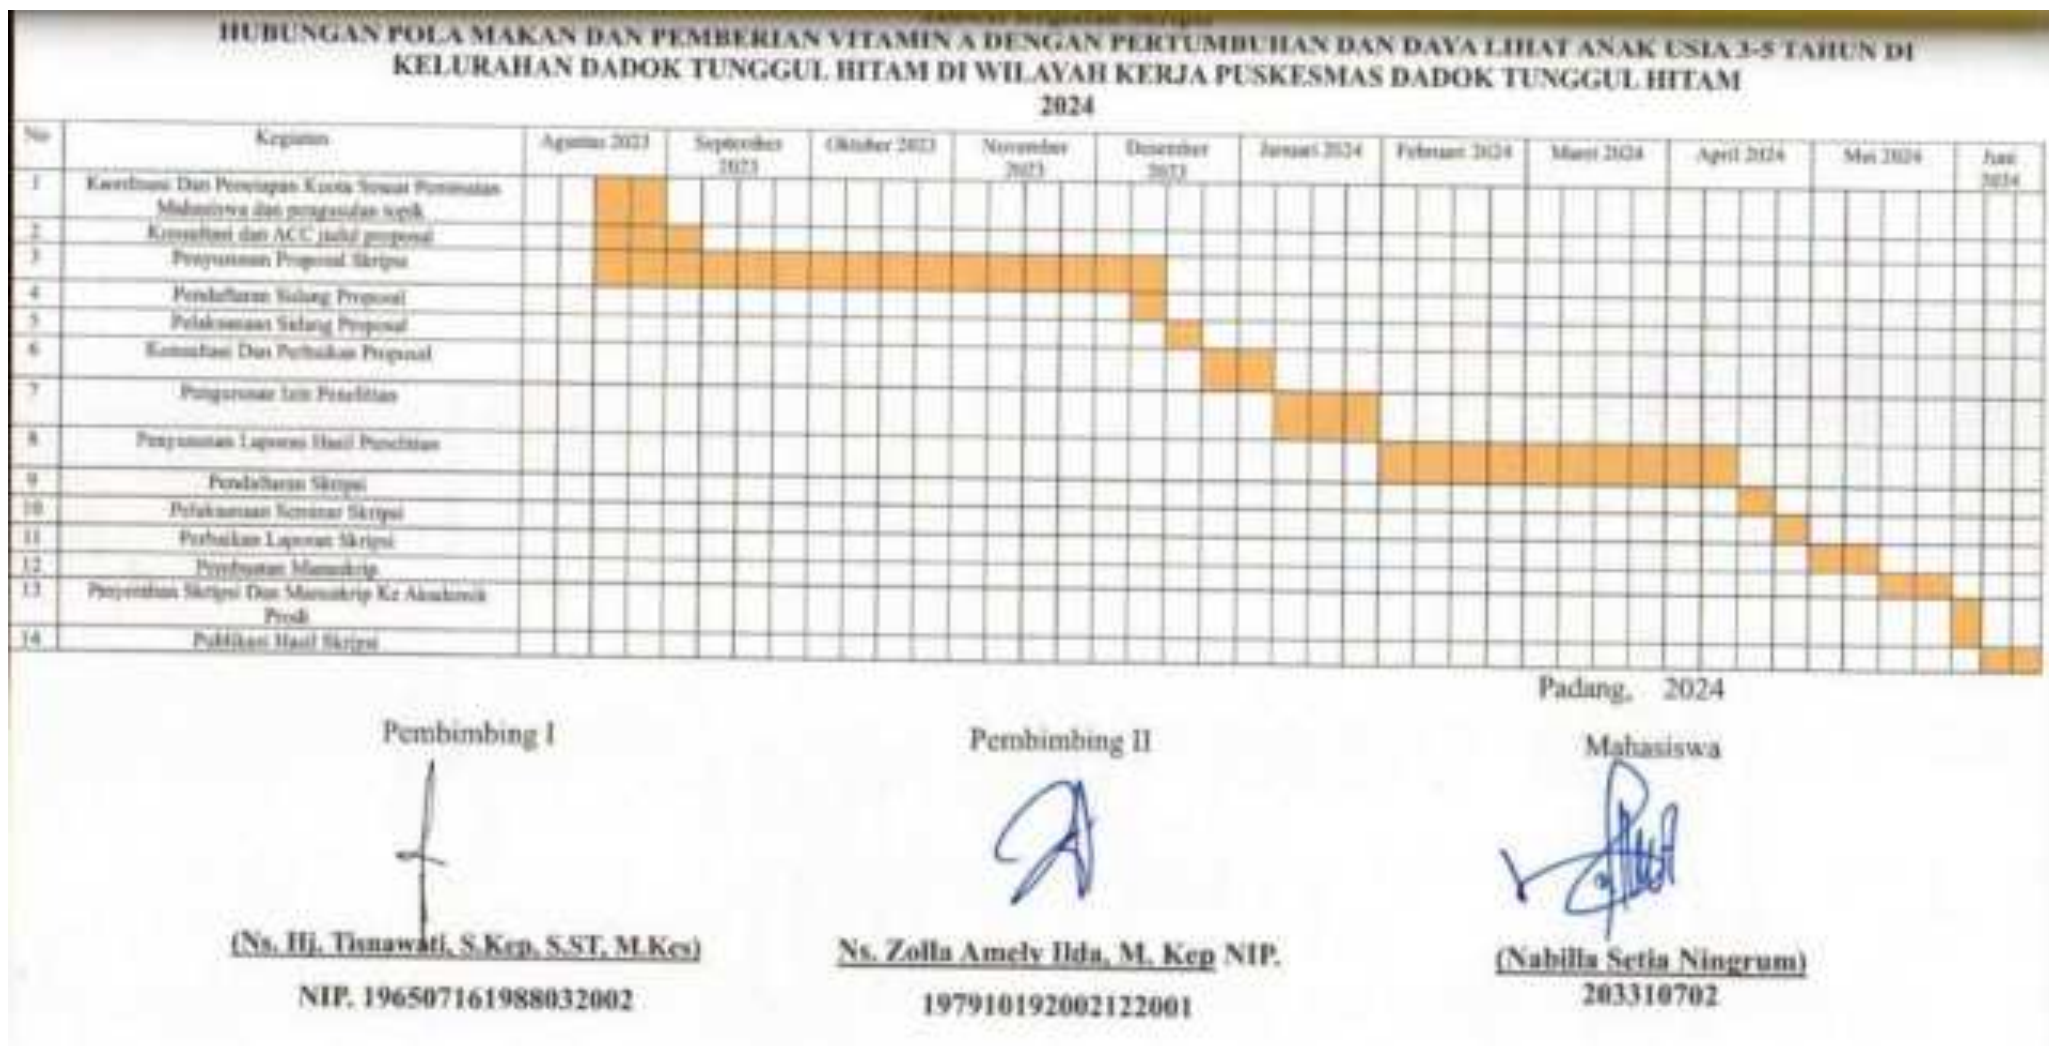 Jadwal Kegiatan Skripsi
HUBUNGAN POLA MAKAN DAN PEMBERIAN VITAMIN A DENGAN PERTUMBUHAN DAN DAYA LIHAT ANAK USIA 3-5 TAHUN DI
KELURAHAN DADOK TUNGGUL HITAM DI WILAYAH KERJA PUSKESMAS DADOK TUNGGUL HITAM
2024
No Kegiatan Agustus 2023 September 2023 Oktober 2023 November 2023 Desember 2023 Januari 2024 Februari 2024 Maret 2024 April 2024 Mei 2024 Juni 2024
1 Koordinasi Dan Penetapan Kuota Sesuai Peminatan
Mahasiswa dan pengusulan topik
2 Konsultasi dan ACC judul proposal
3 Penyusunan Proposal Skripsi
4 Pendaftaran Sidang Proposal
5 Pelaksanaan Sidang Proposal
6 Konsultasi Dan Perbaikan Proposal
7 Pengurusan Izin Penelitian
8 Penyusunan Laporan Hasil Penelitian
9 Pendaftaran Skripsi
10 Pelaksanaan Seminar Skripsi
11 Perbaikan Laporan Skripsi
12 Pembuatan Manuskrip
13 Penyerahan Skripsi Dan Manuskrip Ke Akademik
Prodi
14 Publikasi Hasil Skripsi
Padang, 2024
Pembimbing I Pembimbing II Mahasiswa
(Ns. Hj. Tisnawati, S.Kep, S.ST, M.Kes) Ns. Zolla Amely Ilda, M. Kep NIP. (Nabilla Setia Ningrum)
NIP. 196507161988032002 197910192002122001 203310702